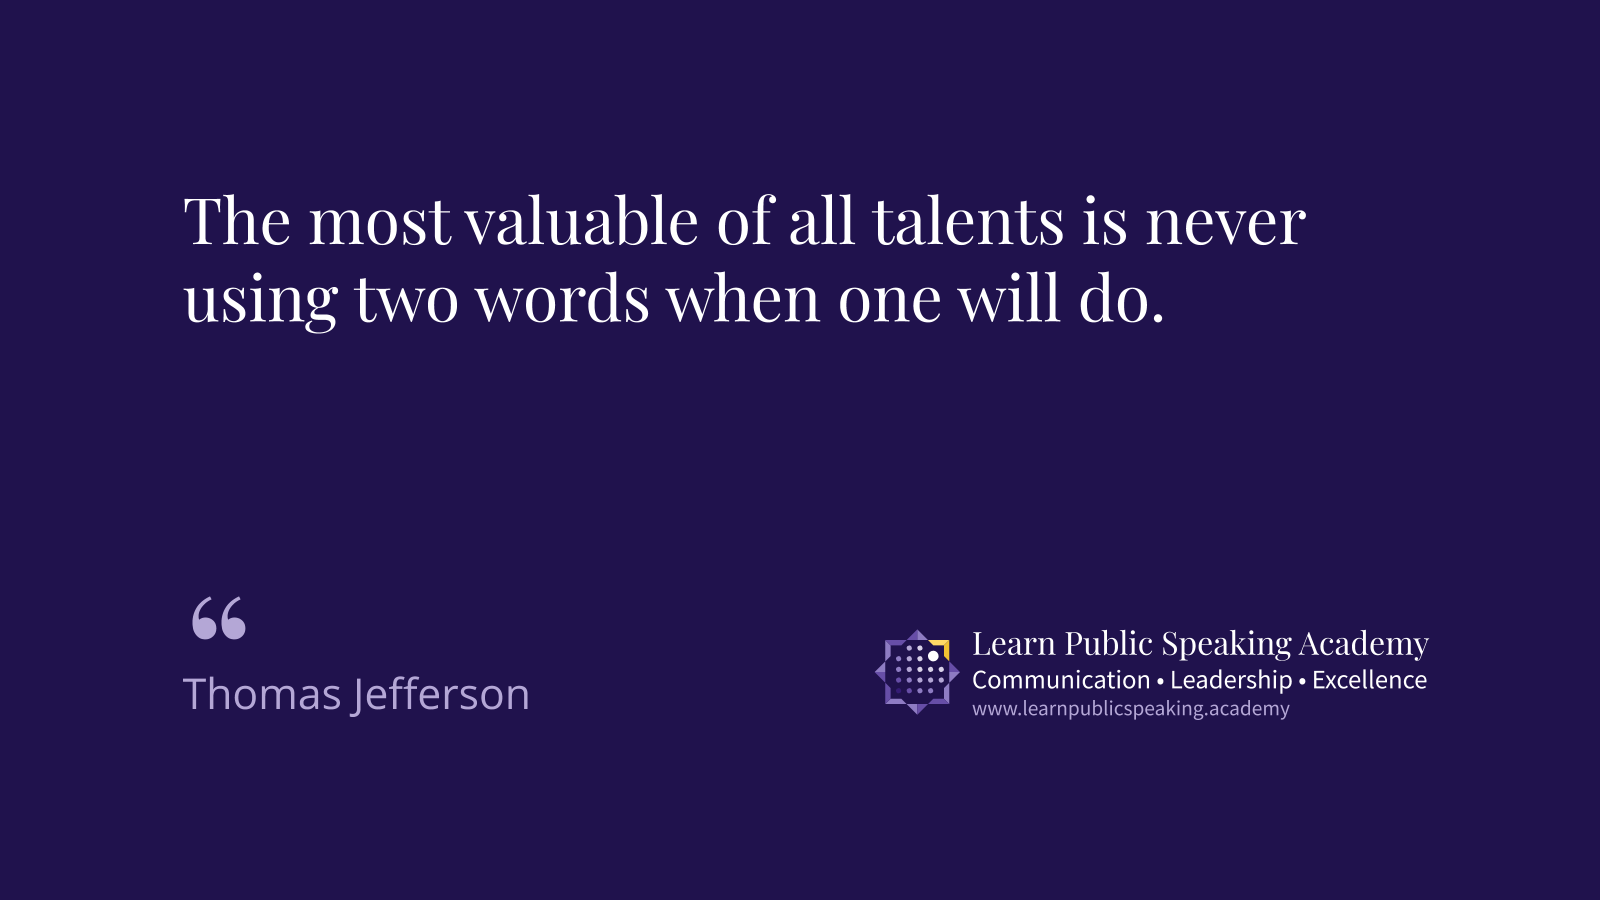 The most valuable of all talents is never
using two words when one will do.
“
Thomas Jefferson
Learn Public Speaking Academy
Communication • Leadership • Excellence
www.learnpublicspeaking.academy